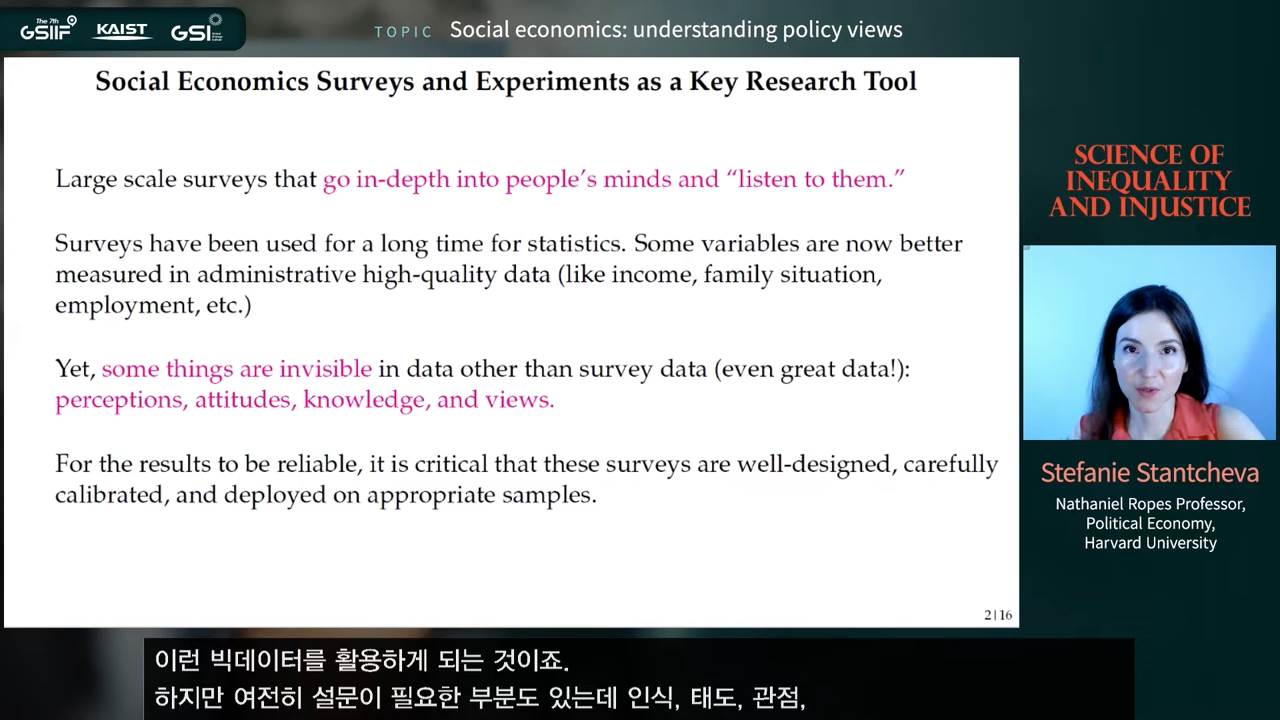 The 7th
GSIIF
KAIST
GSI
TOPIC Social economics: understanding policy views
Social Economics Surveys and Experiments as a Key Research Tool
Large scale surveys that go in-depth into people's minds and “listen to them.”
Surveys have been used for a long time for statistics. Some variables are now better
measured in administrative high-quality data (like income, family situation,
employment, etc.)
Yet, some things are invisible in data other than survey data (even great data!):
perceptions, attitudes, knowledge, and views.
For the results to be reliable, it is critical that these surveys are well-designed, carefully
calibrated, and deployed on appropriate samples.
2|16
SCIENCE OF
INEQUALITY
AND INJUSTICE
Stefanie Stantcheva
Nathaniel Ropes Professor,
Political Economy,
Harvard University
이런 빅데이터를 활용하게 되는 것이죠.
하지만 여전히 설문이 필요한 부분도 있는데 인식, 태도, 관점,